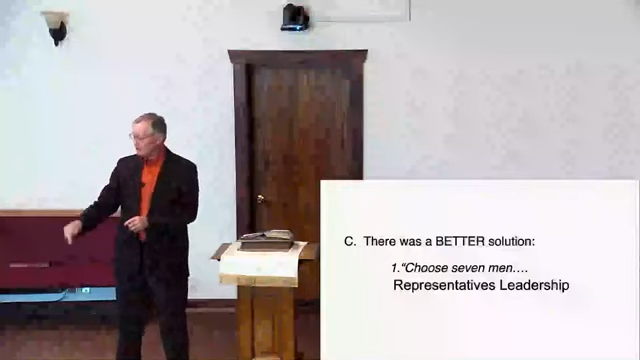 C. There was a BETTER solution:
1.“Choose seven men….
Representatives Leadership